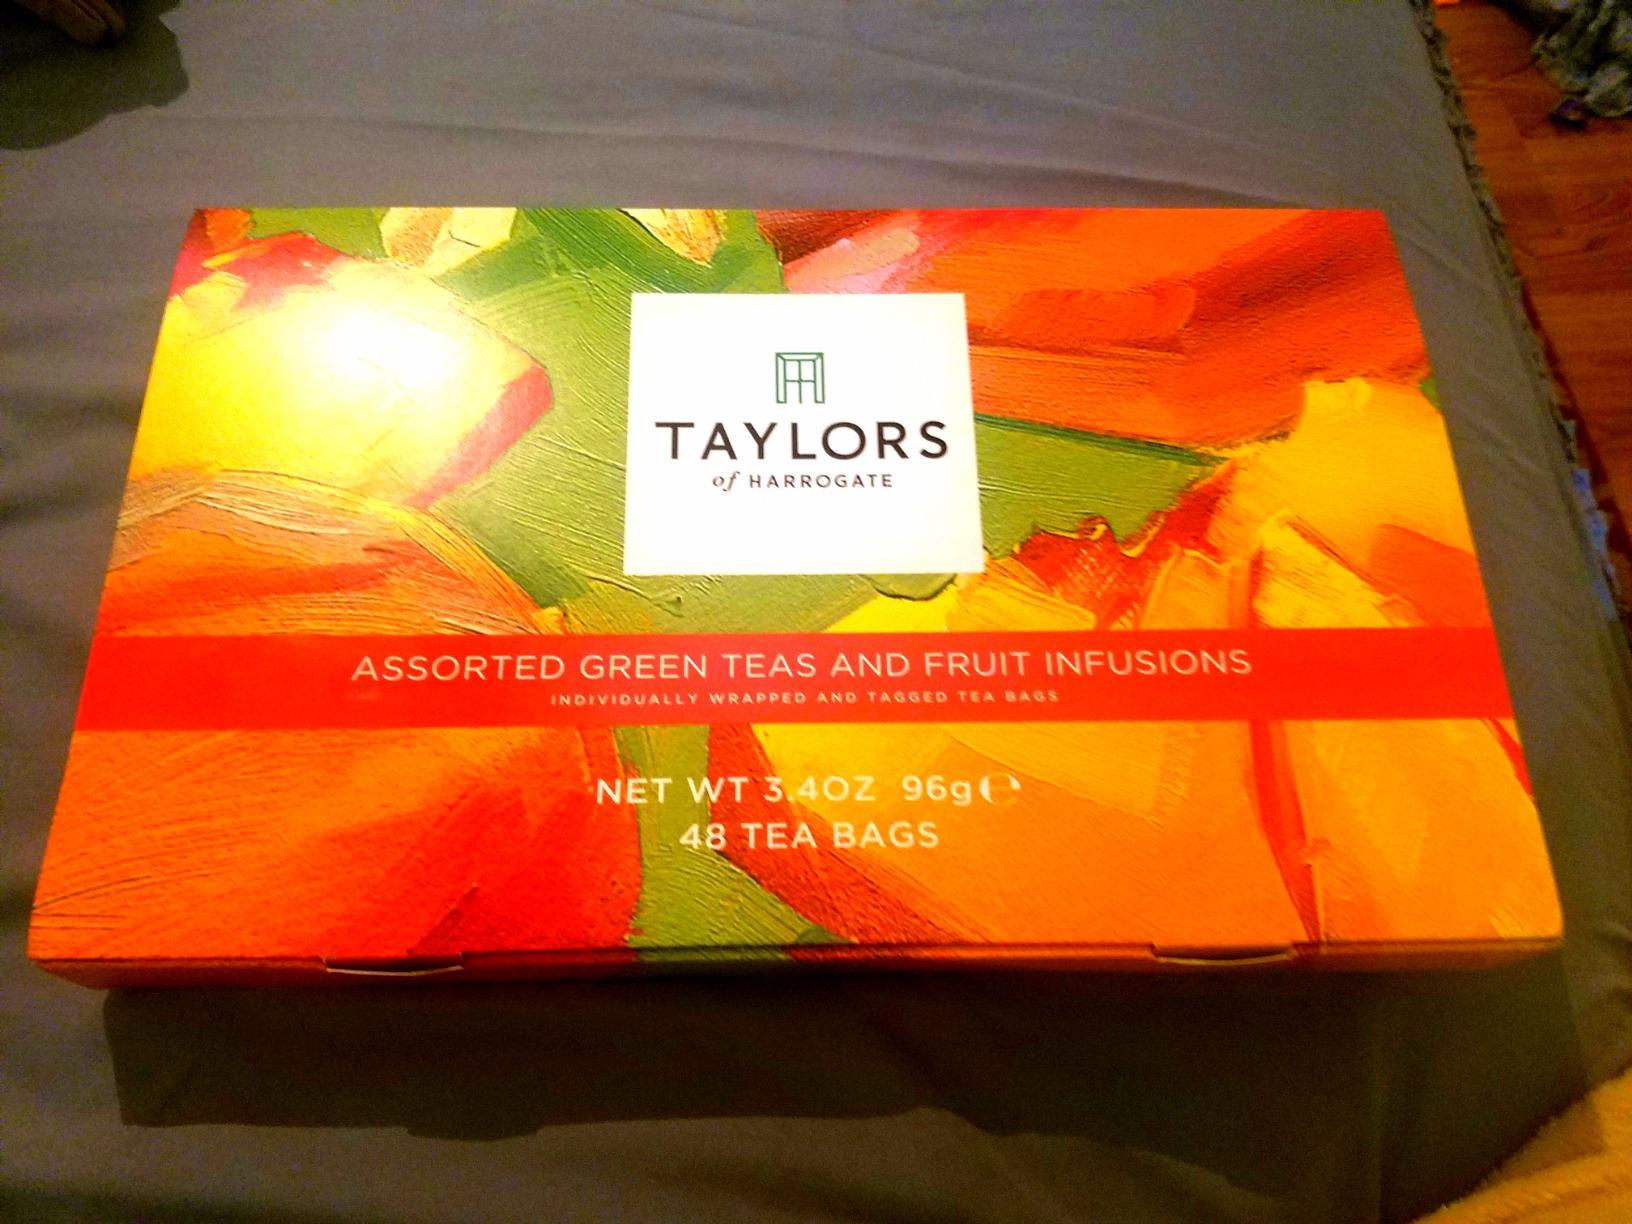 TAYLORS
of HARROGATE
ASSORTED GREEN TEAS AND FRUIT INFUSIONS
INDIVIDUALLY WRAPPED AND TAGGED TEA BAGS
NET WT 3.4OZ 96g ℮
48 TEA BAGS